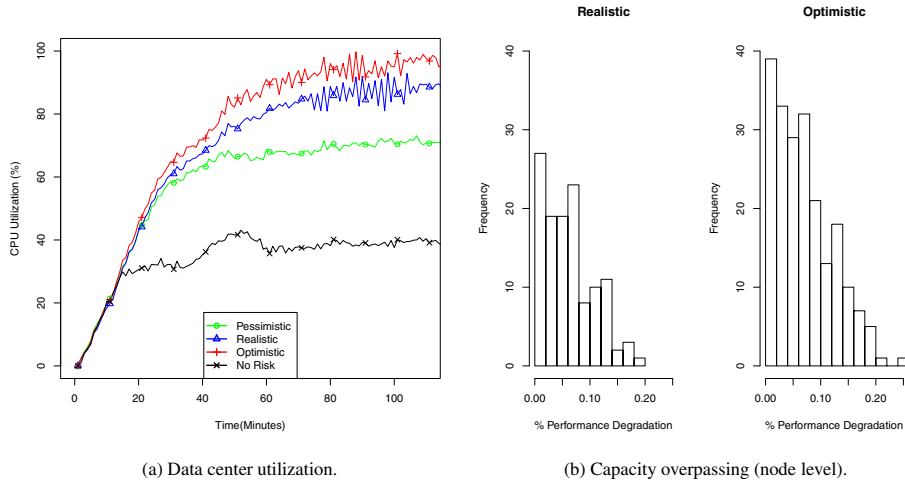 CPU Utilization (%)
100
80
60
40
20
0
Pessimistic
Realistic
Optimistic
No Risk
0 20 40 60 80 100
Time(Minutes)
(a) Data center utilization.
Realistic
Frequency
40
30
20
10
0
0.00 0.10 0.20
% Performance Degradation
Optimistic
Frequency
40
30
20
10
0
0.00 0.10 0.20
% Performance Degradation
(b) Capacity overpassing (node level).